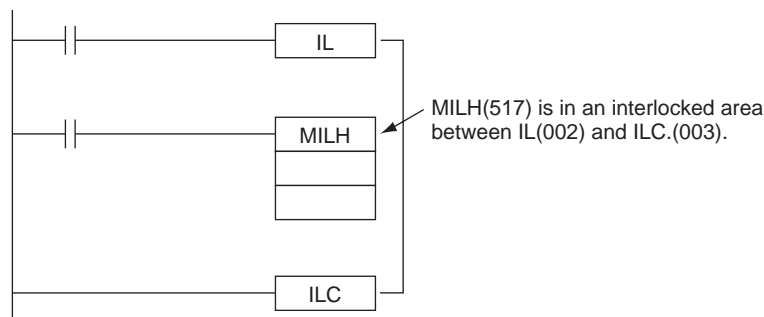 IL
MILH(517) is in an interlocked area
between IL(002) and ILC.(003).
MILH
ILC